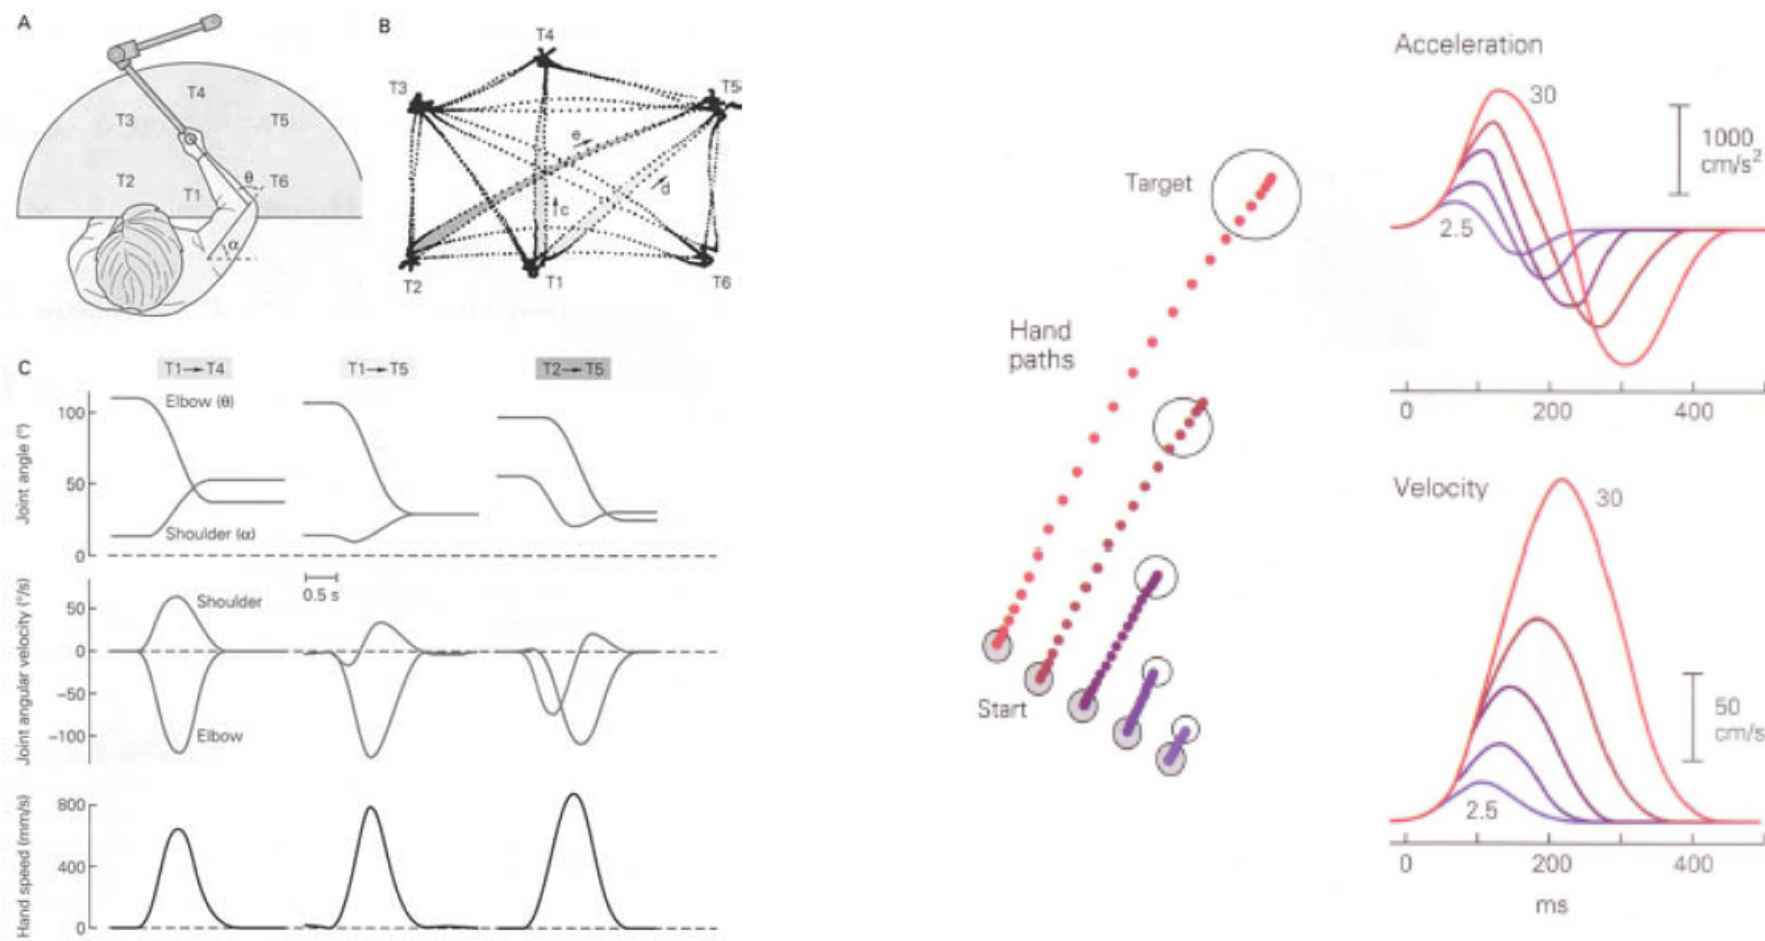 A
T4
T3
T5
T2
T1
θ
T6
α
B
T4
T3
T5
e
d
c
T2
T1
T6
C
T1→T4
T1→T5
T2→T5
Joint angle (°)
100
50
0
Elbow (θ)
Shoulder (α)
0.5 s
Joint angular velocity (°/s)
50
0
−50
−100
Shoulder
Elbow
Hand speed (mm/s)
800
400
0
Target
Hand
paths
Start
Acceleration
30
1000
cm/s²
2.5
0
200
400
Velocity
30
50
cm/s
2.5
0
200
400
ms